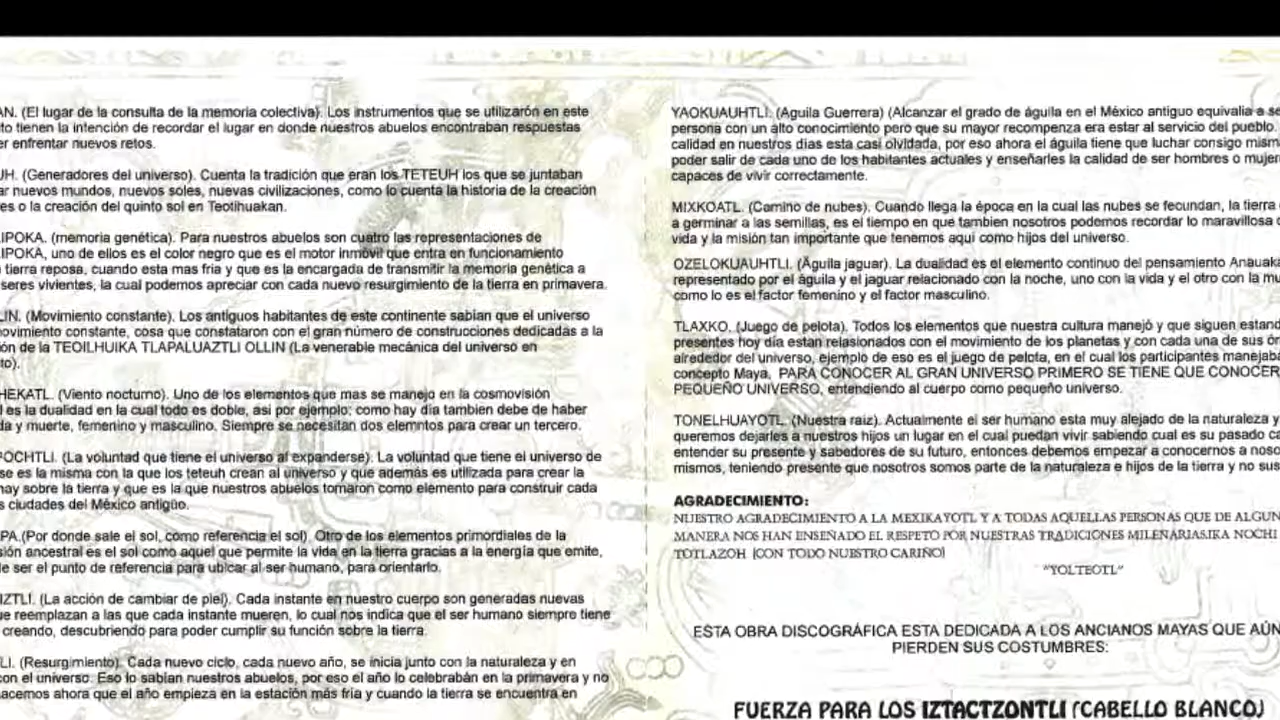 AN. (El lugar de la consulta de la memoria colectiva). Los instrumentos que se utilizarón en este
to tienen la intención de recordar el lugar en donde nuestros abuelos encontraban respuestas
er enfrentar nuevos retos.
UH. (Generadores del universo). Cuenta la tradición que eran los TETEUH los que se juntaban
ar nuevos mundos, nuevos soles, nuevas civilizaciones, como lo cuenta la historia de la creación
es o la creación del quinto sol en Teotihuakan.
IPOKA. (memoria genética). Para nuestros abuelos son cuatro las representaciones de
IPOKA, uno de ellos es el color negro que es el motor inmóvil que entra en funcionamiento
tierra reposa, cuando esta mas fria y que es la encargada de transmitir la memoria genética a
seres vivientes, la cual podemos apreciar con cada nuevo resurgimiento de la tierra en primavera.
LIN. (Movimiento constante). Los antiguos habitantes de este continente sabian que el universo
ovimiento constante, cosa que constataron con el gran número de construcciones dedicadas a la
ón de la TEOILHUIKA TLAPALUAZTLI OLLIN (La venerable mecánica del universo en
to).
HEKATL. (Viento nocturno). Uno de los elementos que mas se manejo en la cosmovisión
l es la dualidad en la cual todo es doble, asi por ejemplo; como hay día tambien debe de haber
da y muerte, femenino y masculino. Siempre se necesitan dos elemntos para crear un tercero.
POCHTLI. (La voluntad que tiene el universo al expanderse). La voluntad que tiene el universo de
se es la misma con la que los teteuh crean al universo y que además es utilizada para crear la
hay sobre la tierra y que es la que nuestros abuelos tomaron como elemento para construir cada
s ciudades del México antigüo.
PA.(Por donde sale el sol, como referencia el sol). Otro de los elementos primordiales de la
ión ancestral es el sol como aquel que permite la vida en la tierra gracias a la energía que emite,
e ser el punto de referencia para ubicar al ser humano, para orientarlo.
IZTLI. (La acción de cambiar de piel). Cada instante en nuestro cuerpo son generadas nuevas
ue reemplazan a las que cada instante mueren, lo cual nos indica que el ser humano siempre tiene
creando, descubriendo para poder cumplir su función sobre la tierra.
LI. (Resurgimiento). Cada nuevo ciclo, cada nuevo año, se inicia junto con la naturaleza y en
con el universo. Eso lo sabían nuestros abuelos, por eso el año lo celebrabán en la primavera y no
acemos ahora que el año empieza en la estación más fria y cuando la tierra se encuentra en
YAOKUAUHTLI. (Aguila Guerrera) (Alcanzar el grado de águila en el México antiguo equivalia a se
persona con un alto conocimiento pero que su mayor recompenza era estar al servicio del pueblo
calidad en nuestros dias esta casi olvidada, por eso ahora el águila tiene que luchar consigo mism
poder salir de cada uno de los habitantes actuales y enseñarles la calidad de ser hombres o mujer
capaces de vivir correctamente.
MIXKOATL. (Camino de nubes). Cuando llega la época en la cual las nubes se fecundan, la tierra
a germinar a las semillas, es el tiempo en que tambien nosotros podemos recordar lo maravillosa
vida y la misión tan importante que tenemos aquí como hijos del universo.
OZELOKUAUHTLI. (Águila jaguar). La dualidad es el elemento continuo del pensamiento Anauaka
representado por el águila y el jaguar relacionado con la noche, uno con la vida y el otro con la mu
como lo es el factor femenino y el factor masculino.
TLAXKO. (Juego de pelota). Todos los elementos que nuestra cultura manejó y que siguen estand
presentes hoy día estan relacionados con el movimiento de los planetas y con cada una de sus ór
alrededor del universo, ejemplo de eso es el juego de pelota, en el cual los participantes manejaba
concepto Maya, PARA CONOCER AL GRAN UNIVERSO PRIMERO SE TIENE QUE CONOCER
PEQUEÑO UNIVERSO, entendiendo al cuerpo como pequeño universo.
TONELHUAYOTL. (Nuestra raiz). Actualmente el ser humano esta muy alejado de la naturaleza y
queremos dejarles a nuestros hijos un lugar en el cual puedan vivir sabiendo cual es su pasado
entender su presente y sabedores de su futuro, entonces debemos empezar a conocernos a noso
mismos, teniendo presente que nosotros somos parte de la naturaleza e hijos de la tierra y no sus
AGRADECIMIENTO:
NUESTRO AGRADECIMIENTO A LA MEXIKAYOTL Y A TODAS AQUELLAS PERSONAS QUE DE ALGUN
MANERA NOS HAN ENSEÑADO EL RESPETO POR NUESTRAS TRADICIONES MILENARIAS.IKA NOCHI
TOTLAZOH (CON TODO NUESTRO CARIÑO)
"YOLTEOTL"
ESTA OBRA DISCOGRÁFICA ESTA DEDICADA A LOS ANCIANOS MAYAS QUE AÚN
PIERDEN SUS COSTUMBRES:
FUERZA PARA LOS IZTACTZONTLI (CABELLO BLANCO)